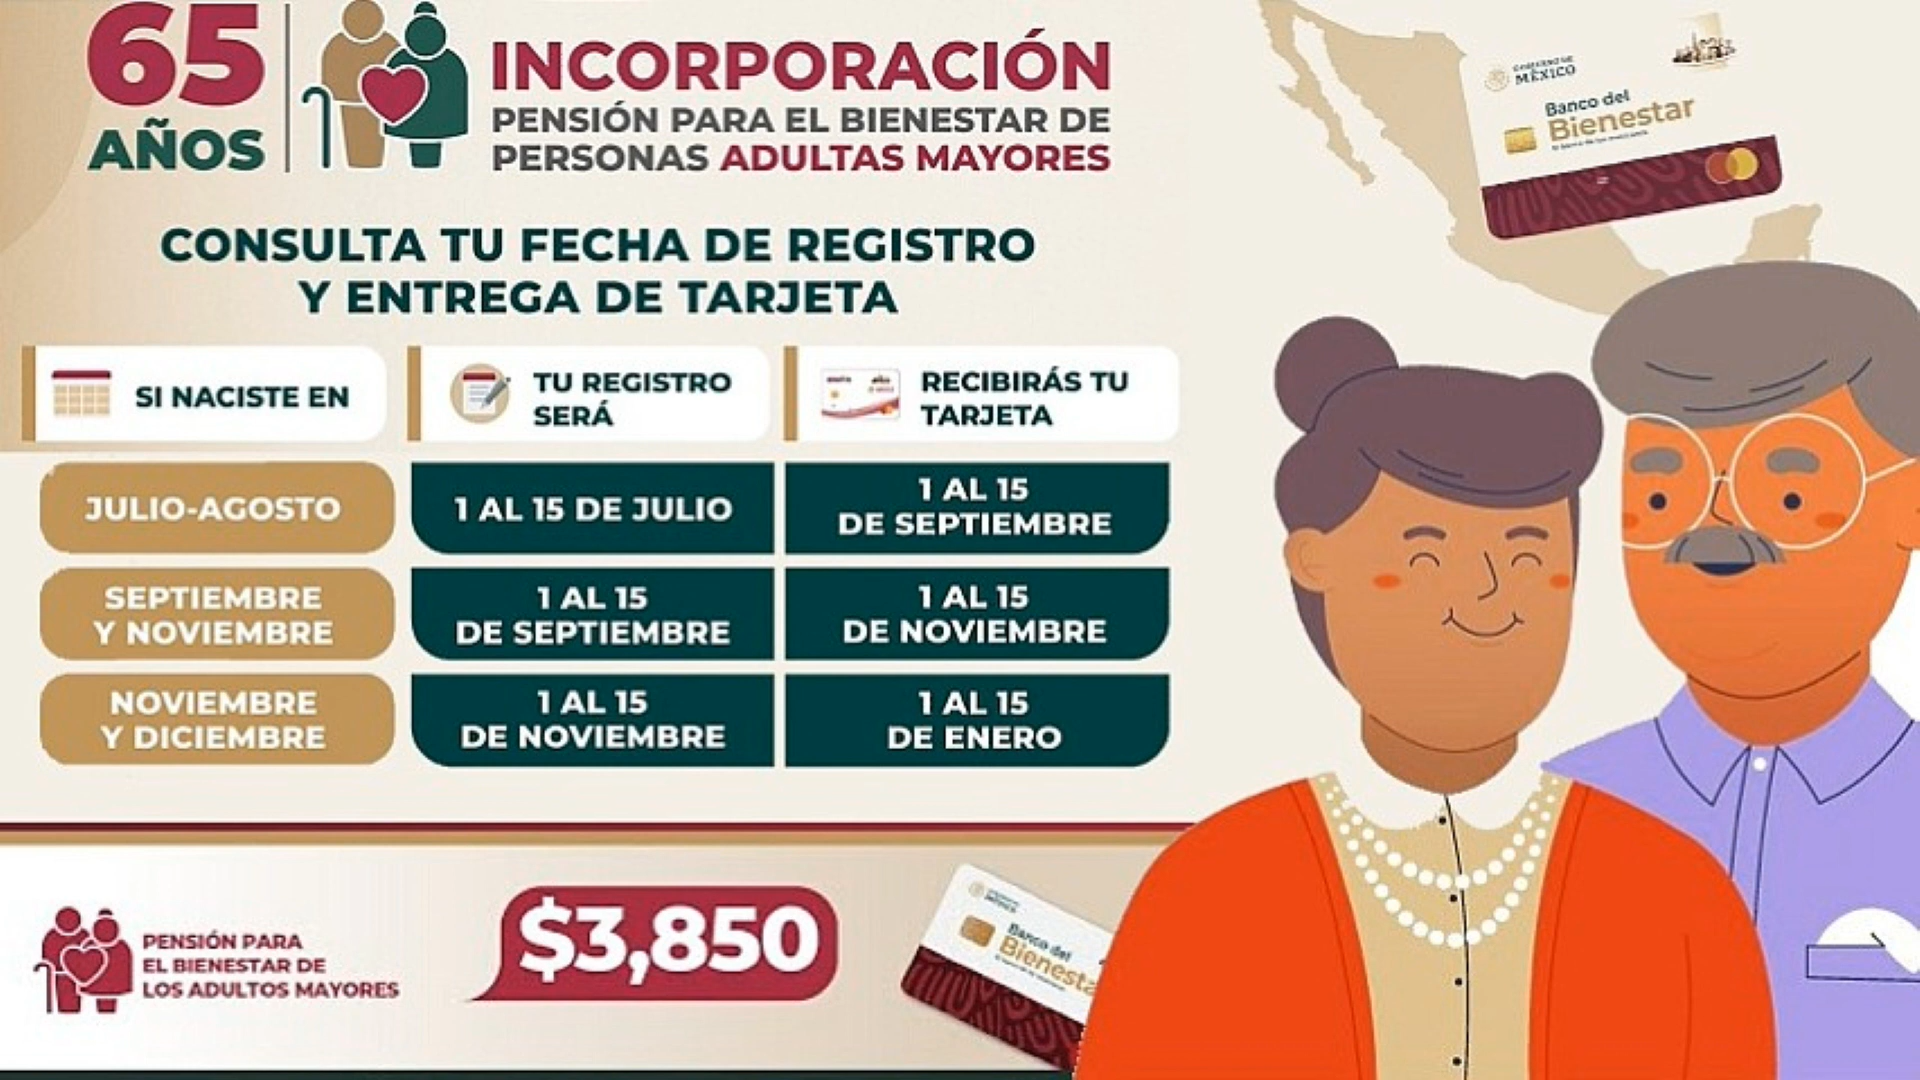 65
AÑOS
INCORPORACIÓN
PENSIÓN PARA EL BIENESTAR DE
PERSONAS ADULTAS MAYORES
GOBIERNO DE
MÉXICO
Banco del
Bienestar
CONSULTA TU FECHA DE REGISTRO
Y ENTREGA DE TARJETA
SI NACISTE EN
TU REGISTRO
SERÁ
RECIBIRÁS TU
TARJETA
JULIO-AGOSTO
1 AL 15 DE JULIO
1 AL 15
DE SEPTIEMBRE
SEPTIEMBRE
Y NOVIEMBRE
1 AL 15
DE SEPTIEMBRE
1 AL 15
DE NOVIEMBRE
NOVIEMBRE
Y DICIEMBRE
1 AL 15
DE NOVIEMBRE
1 AL 15
DE ENERO
PENSIÓN PARA
EL BIENESTAR DE
LOS ADULTOS MAYORES
$3,850
Banco del
Bienesta